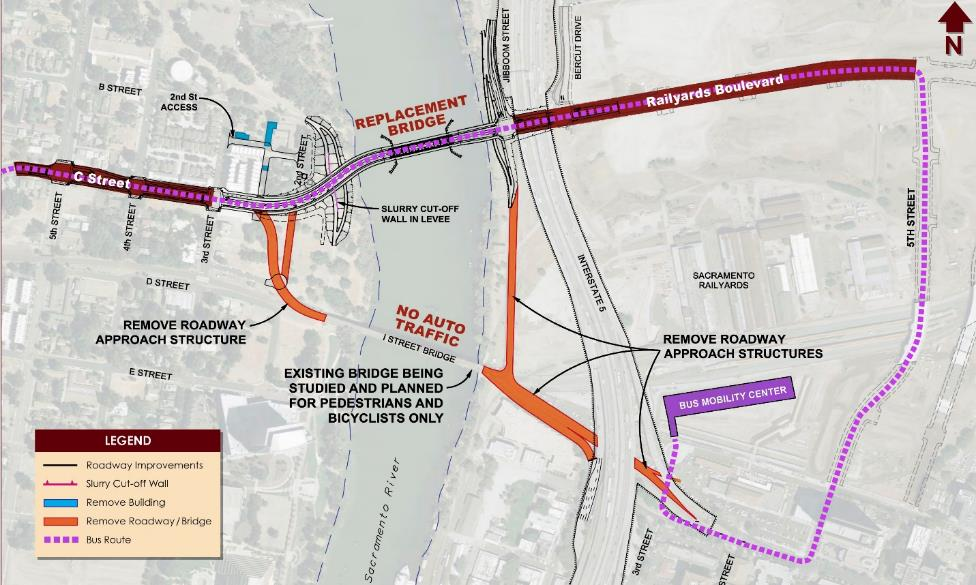 N
B STREET
2nd St
ACCESS
REPLACEMENT
BRIDGE
JIBBOOM STREET
BERCUT DRIVE
Railyards Boulevard
C Street
2nd STREET
SLURRY CUT-OFF
WALL IN LEVEE
5th STREET
4th STREET
3rd STREET
D STREET
E STREET
REMOVE ROADWAY
APPROACH STRUCTURE
NO AUTO
TRAFFIC
I STREET BRIDGE
EXISTING BRIDGE BEING
STUDIED AND PLANNED
FOR PEDESTRIANS AND
BICYCLISTS ONLY
INTERSTATE 5
SACRAMENTO
RAILYARDS
5TH STREET
REMOVE ROADWAY
APPROACH STRUCTURES
BUS MOBILITY CENTER
Sacramento River
3rd STREET
STREET
LEGEND
Roadway Improvements
Slurry Cut-off Wall
Remove Building
Remove Roadway/Bridge
Bus Route